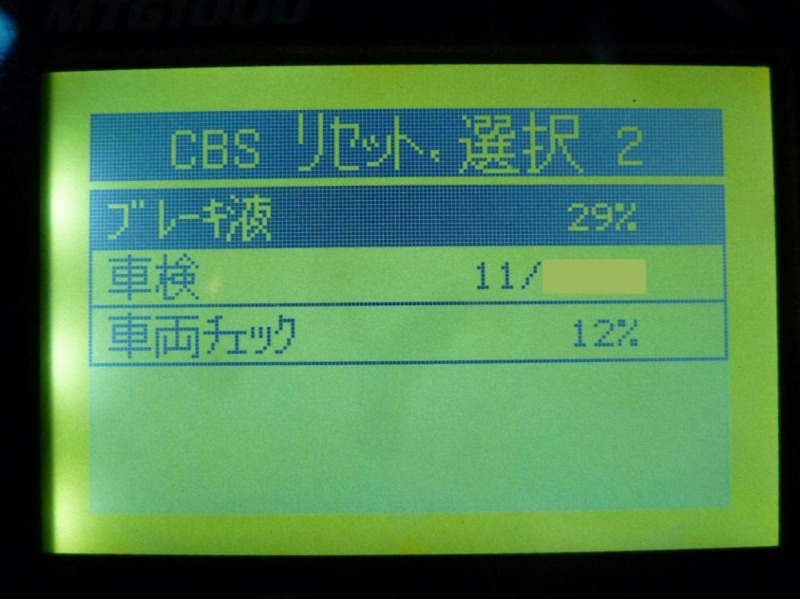 MTG1000
CBS リセット、選択 2
ブレーキ液 29%
車検 11/
車両チェック 12%